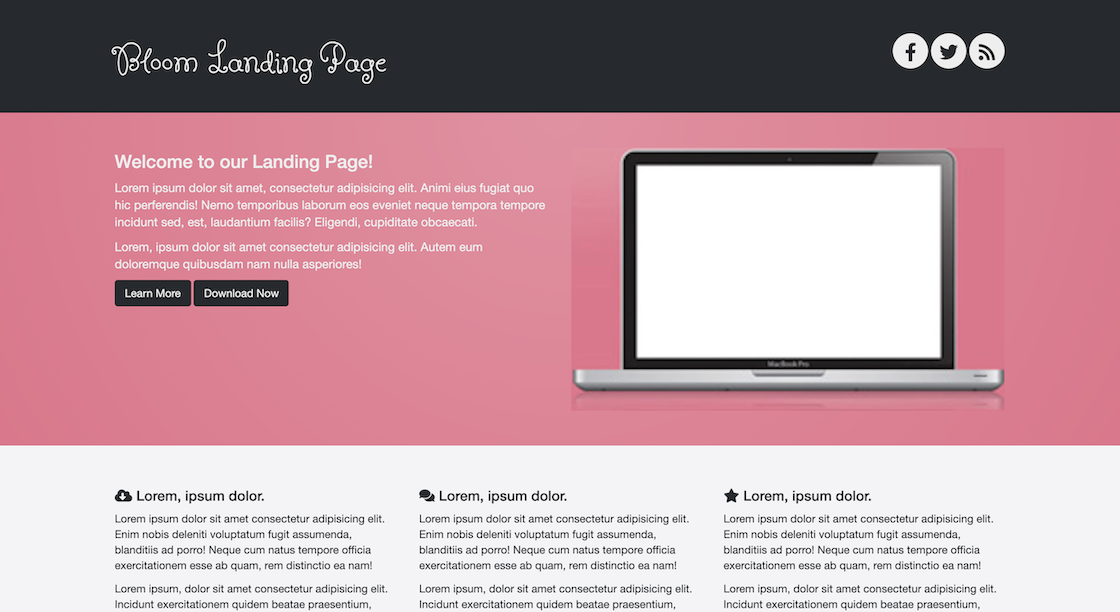 Bloom Landing Page
Welcome to our Landing Page!
Lorem ipsum dolor sit amet, consectetur adipisicing elit. Animi eius fugiat quo
hic perferendis! Nemo temporibus laborum eos eveniet neque tempora tempore
incidunt sed, est, laudantium facilis? Eligendi, cupiditate obcaecati.
Lorem, ipsum dolor sit amet consectetur adipisicing elit. Autem eum
doloremque quibusdam nam nulla asperiores!
Learn More Download Now
MacBook Pro
Lorem, ipsum dolor.
Lorem ipsum dolor sit amet consectetur adipisicing elit.
Enim nobis deleniti voluptatum fugit assumenda,
blanditiis ad porro! Neque cum natus tempore officia
exercitationem esse ab quam, rem distinctio ea nam!
Lorem ipsum, dolor sit amet consectetur adipisicing elit.
Incidunt exercitationem quidem beatae praesentium,
Lorem, ipsum dolor.
Lorem ipsum dolor sit amet consectetur adipisicing elit.
Enim nobis deleniti voluptatum fugit assumenda,
blanditiis ad porro! Neque cum natus tempore officia
exercitationem esse ab quam, rem distinctio ea nam!
Lorem ipsum, dolor sit amet consectetur adipisicing elit.
Incidunt exercitationem quidem beatae praesentium,
Lorem, ipsum dolor.
Lorem ipsum dolor sit amet consectetur adipisicing elit.
Enim nobis deleniti voluptatum fugit assumenda,
blanditiis ad porro! Neque cum natus tempore officia
exercitationem esse ab quam, rem distinctio ea nam!
Lorem ipsum, dolor sit amet consectetur adipisicing elit.
Incidunt exercitationem quidem beatae praesentium,